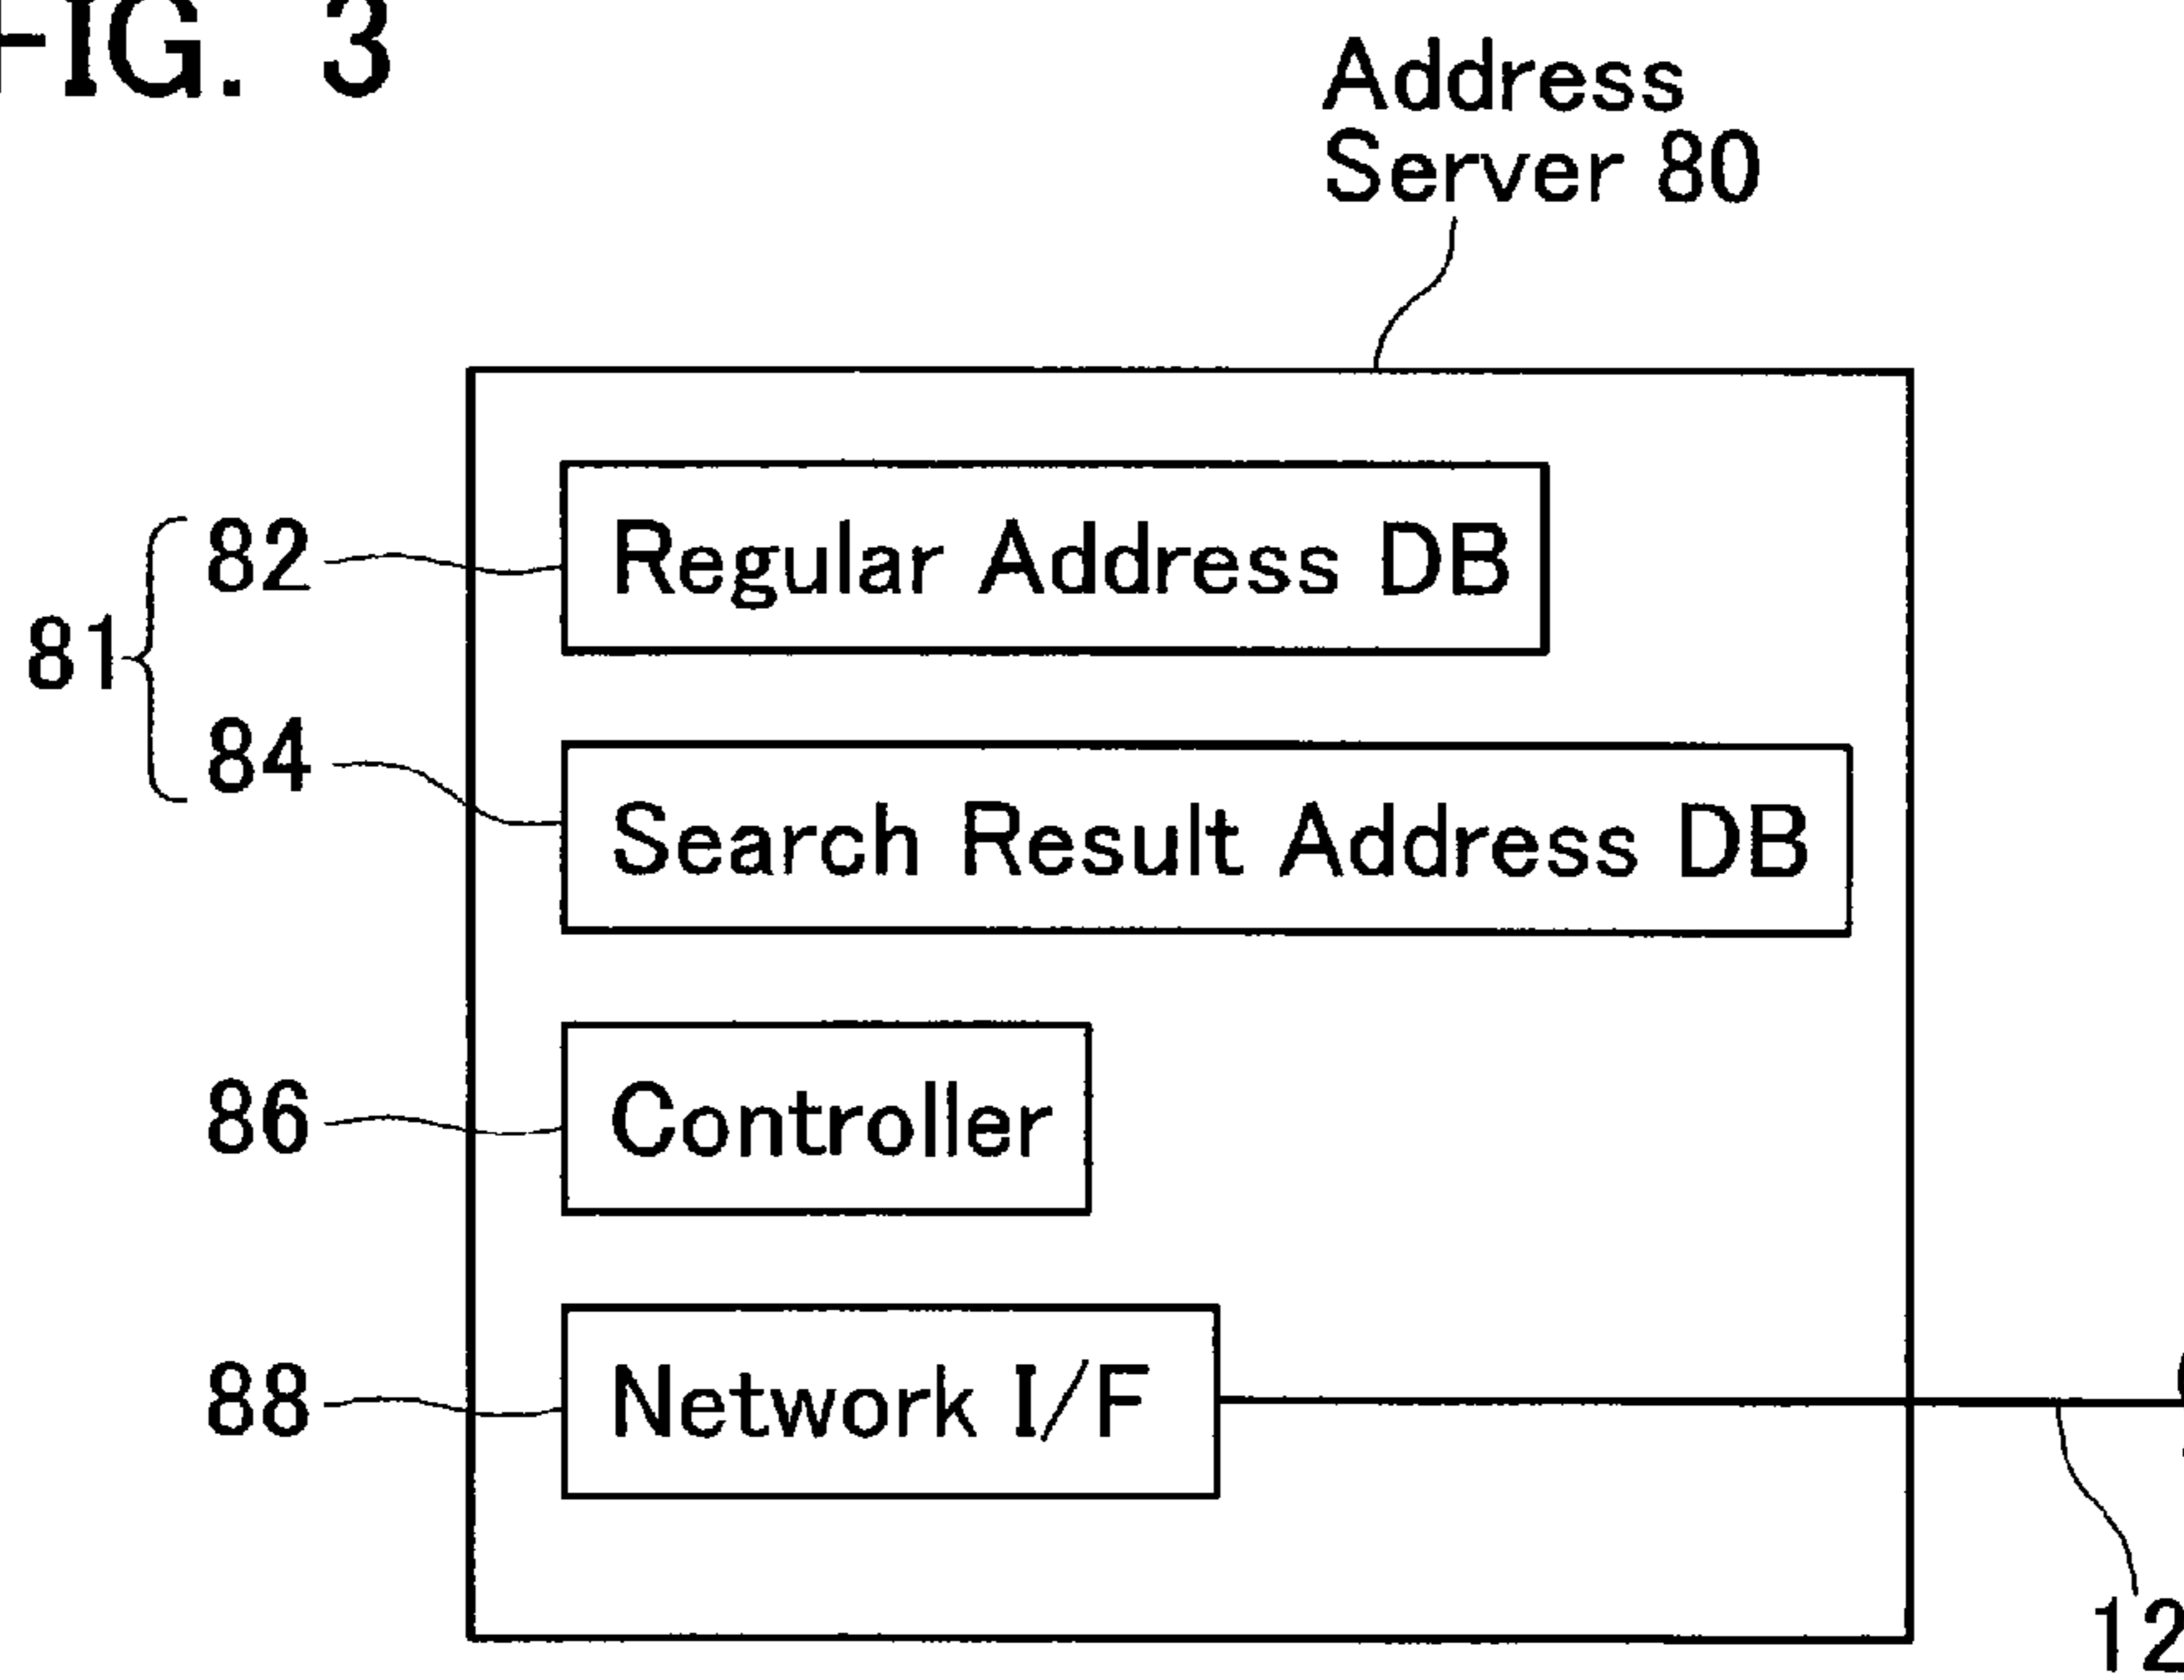 FIG. 3
Address
Server 80
82
Regular Address DB
81
84
Search Result Address DB
86
Controller
88
Network I/F
12